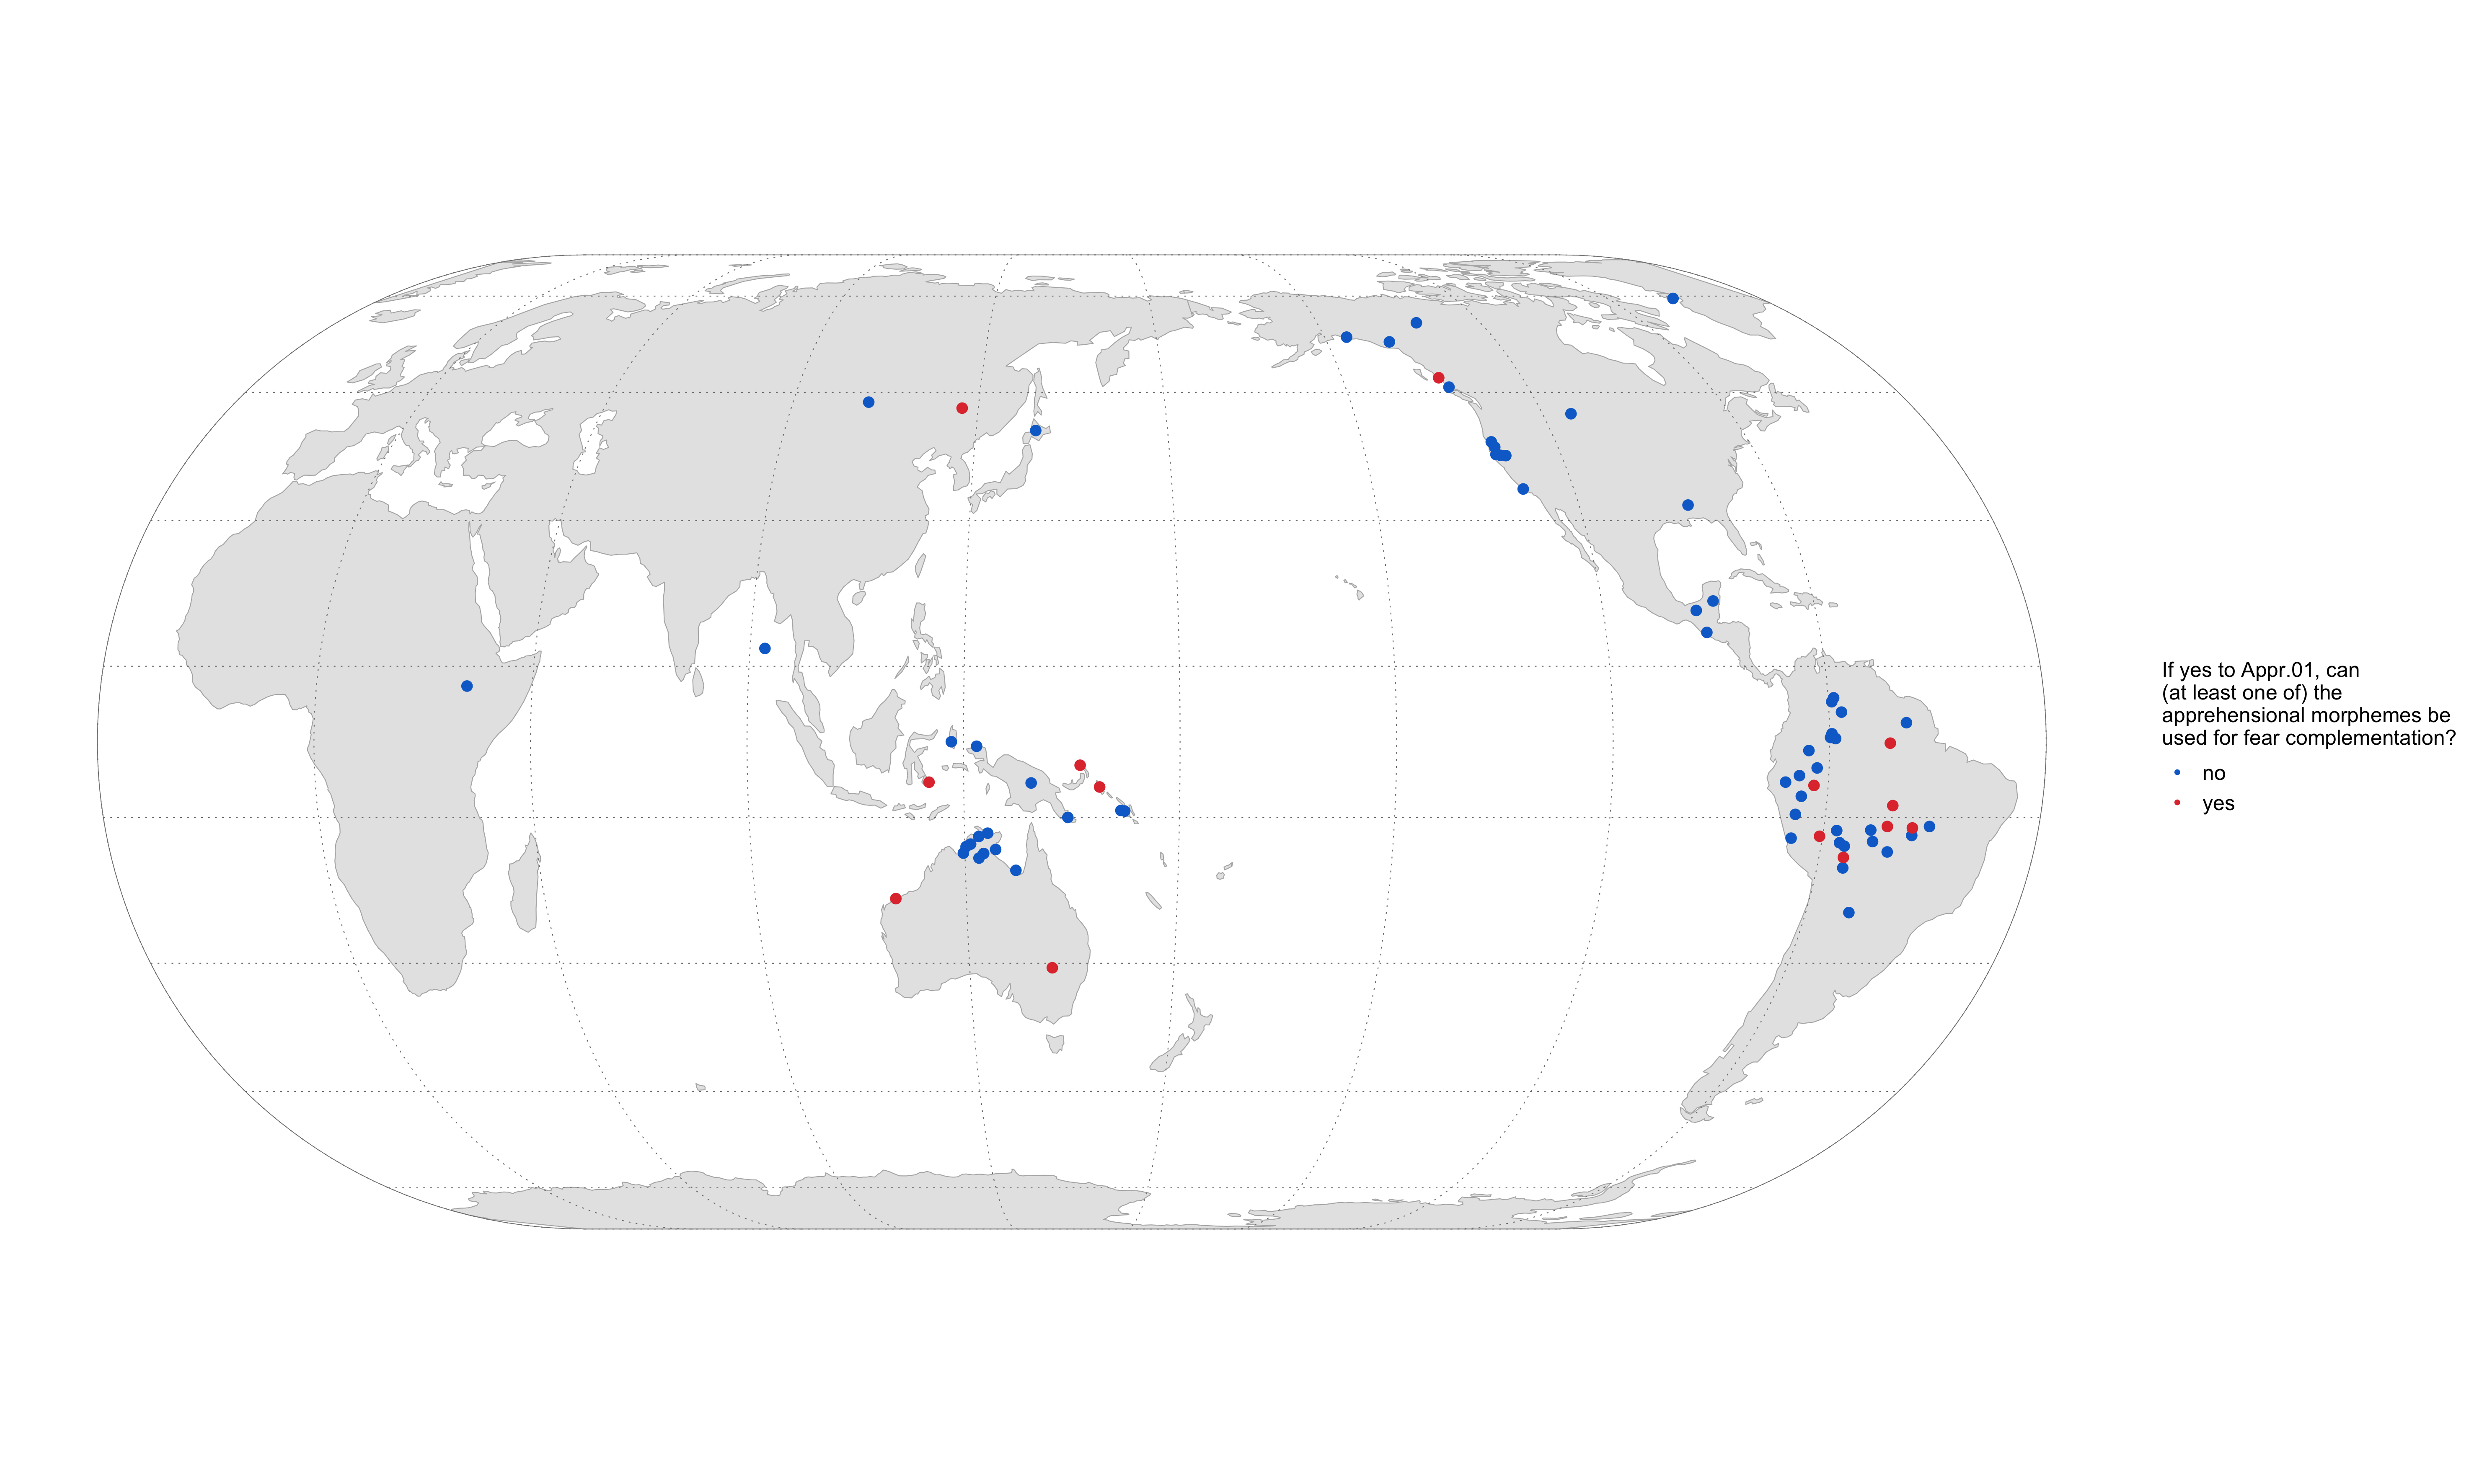 If yes to Appr.01, can
(at least one of) the
apprehensional morphemes be
used for fear complementation?
no
yes